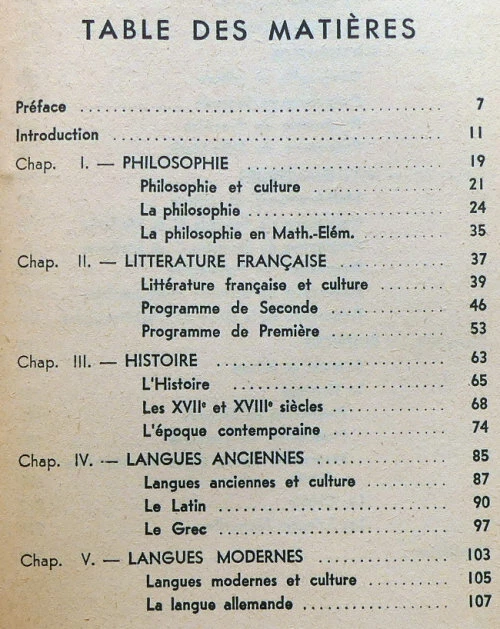 TABLE DES MATIÈRES
Préface ........ 7
Introduction ........ 11
Chap. I. — PHILOSOPHIE ........ 19
Philosophie et culture ........ 21
La philosophie ........ 24
La philosophie en Math.-Elém. ........ 35
Chap. II. — LITTERATURE FRANÇAISE ........ 37
Littérature française et culture ........ 39
Programme de Seconde ........ 46
Programme de Première ........ 53
Chap. III. — HISTOIRE ........ 63
L'Histoire ........ 65
Les XVIIe et XVIIIe siècles ........ 68
L'époque contemporaine ........ 74
Chap. IV. — LANGUES ANCIENNES ........ 85
Langues anciennes et culture ........ 87
Le Latin ........ 90
Le Grec ........ 97
Chap. V. — LANGUES MODERNES ........ 103
Langues modernes et culture ........ 105
La langue allemande ........ 107